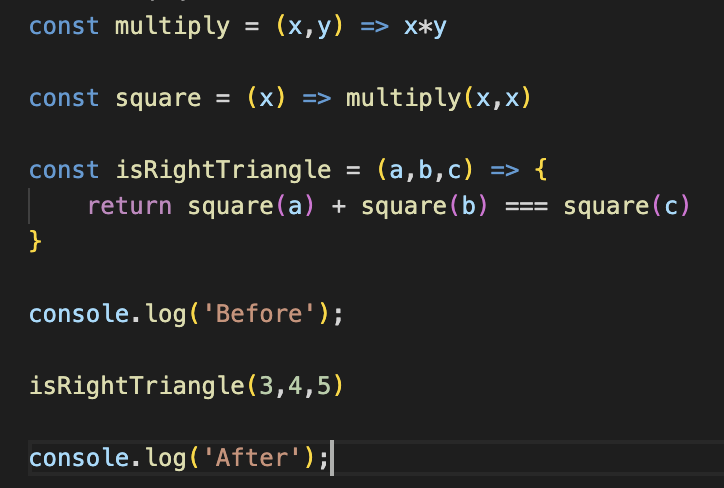 const multiply = (x,y) => x*y
const square = (x) => multiply(x,x)
const isRightTriangle = (a,b,c) => {
return square(a) + square(b) === square(c)
}
console.log('Before');
isRightTriangle(3,4,5)
console.log('After');